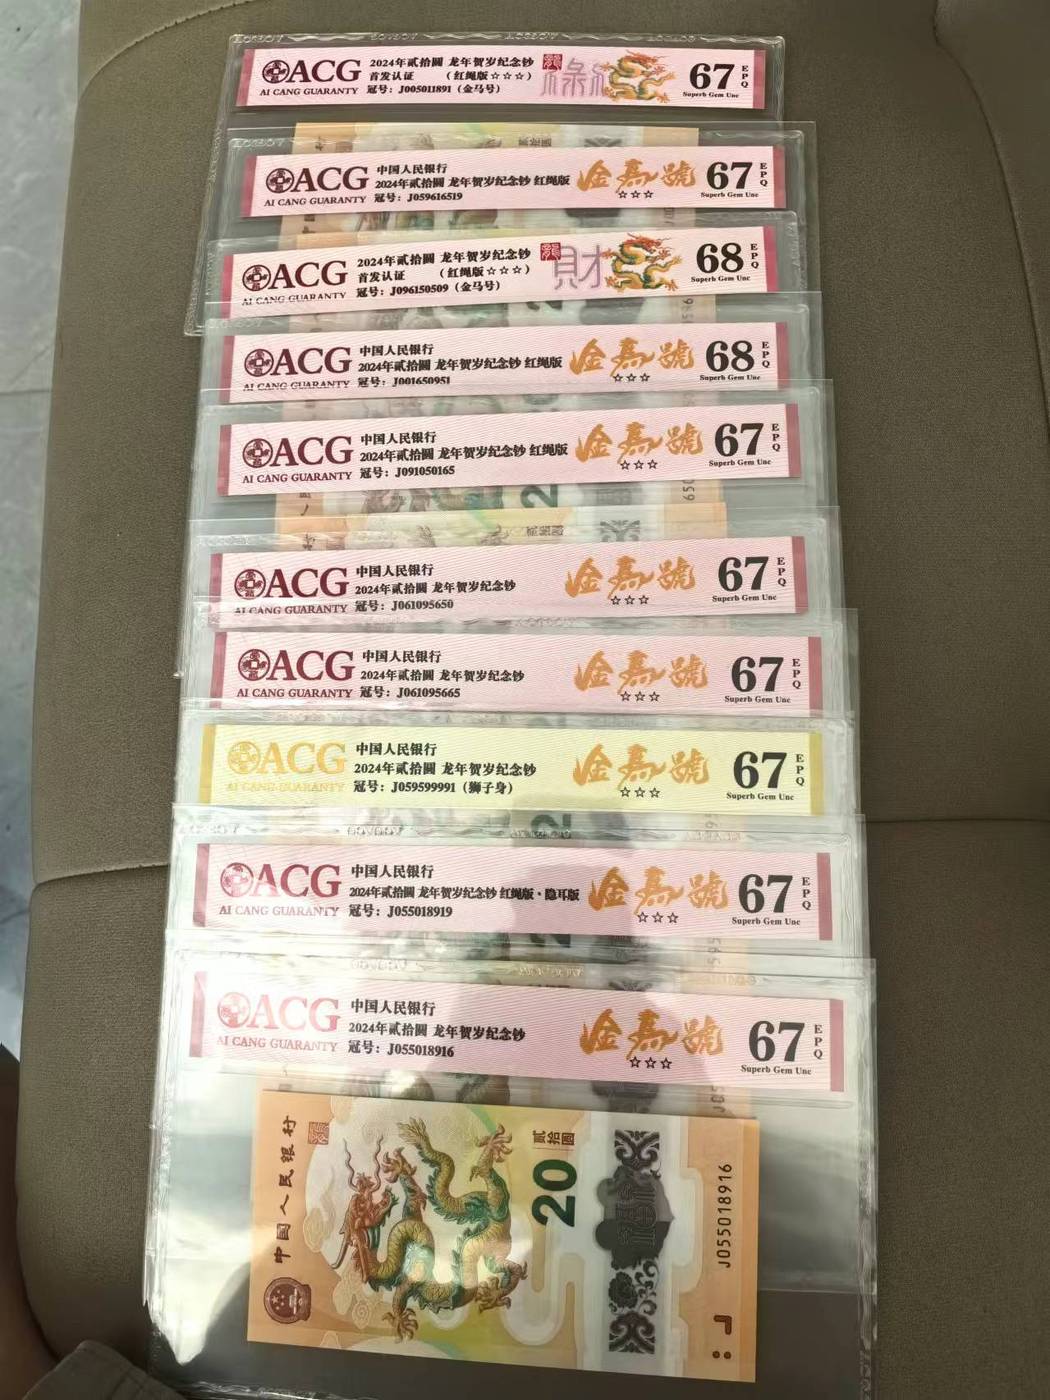 ACG
AI CANG GUARANTY
2024年贰拾圆 龙年贺岁纪念钞
首发认证 （红绳版☆☆☆）
冠号：J005011891（金马号）
67
EPQ
Superb Gem Unc
ACG
AI CANG GUARANTY
中国人民银行
2024年贰拾圆 龙年贺岁纪念钞 红绳版
冠号：J059616519
金馬號
☆☆☆
67
EPQ
Superb Gem Unc
ACG
AI CANG GUARANTY
2024年贰拾圆 龙年贺岁纪念钞
首发认证 （红绳版☆☆☆）
冠号：J096150509（金马号）
財
68
EPQ
Superb Gem Unc
ACG
AI CANG GUARANTY
中国人民银行
2024年贰拾圆 龙年贺岁纪念钞 红绳版
冠号：J001650951
金馬號
☆☆☆
68
EPQ
Superb Gem Unc
ACG
AI CANG GUARANTY
中国人民银行
2024年贰拾圆 龙年贺岁纪念钞 红绳版
冠号：J091050165
金馬號
☆☆☆
67
EPQ
Superb Gem Unc
ACG
AI CANG GUARANTY
中国人民银行
2024年贰拾圆 龙年贺岁纪念钞
冠号：J061095650
金馬號
☆☆☆
67
EPQ
Superb Gem Unc
ACG
AI CANG GUARANTY
中国人民银行
2024年贰拾圆 龙年贺岁纪念钞
冠号：J061095665
金馬號
☆☆☆
67
EPQ
Superb Gem Unc
ACG
AI CANG GUARANTY
中国人民银行
2024年贰拾圆 龙年贺岁纪念钞
冠号：J059599991（狮子身）
金馬號
☆☆☆
67
EPQ
Superb Gem Unc
ACG
AI CANG GUARANTY
中国人民银行
2024年贰拾圆 龙年贺岁纪念钞 红绳版·隐耳版
冠号：J055018919
金馬號
☆☆☆
67
EPQ
Superb Gem Unc
ACG
AI CANG GUARANTY
中国人民银行
2024年贰拾圆 龙年贺岁纪念钞
冠号：J055018916
金馬號
☆☆☆
67
EPQ
Superb Gem Unc
中国人民银行
贰拾圆
20
J055018916